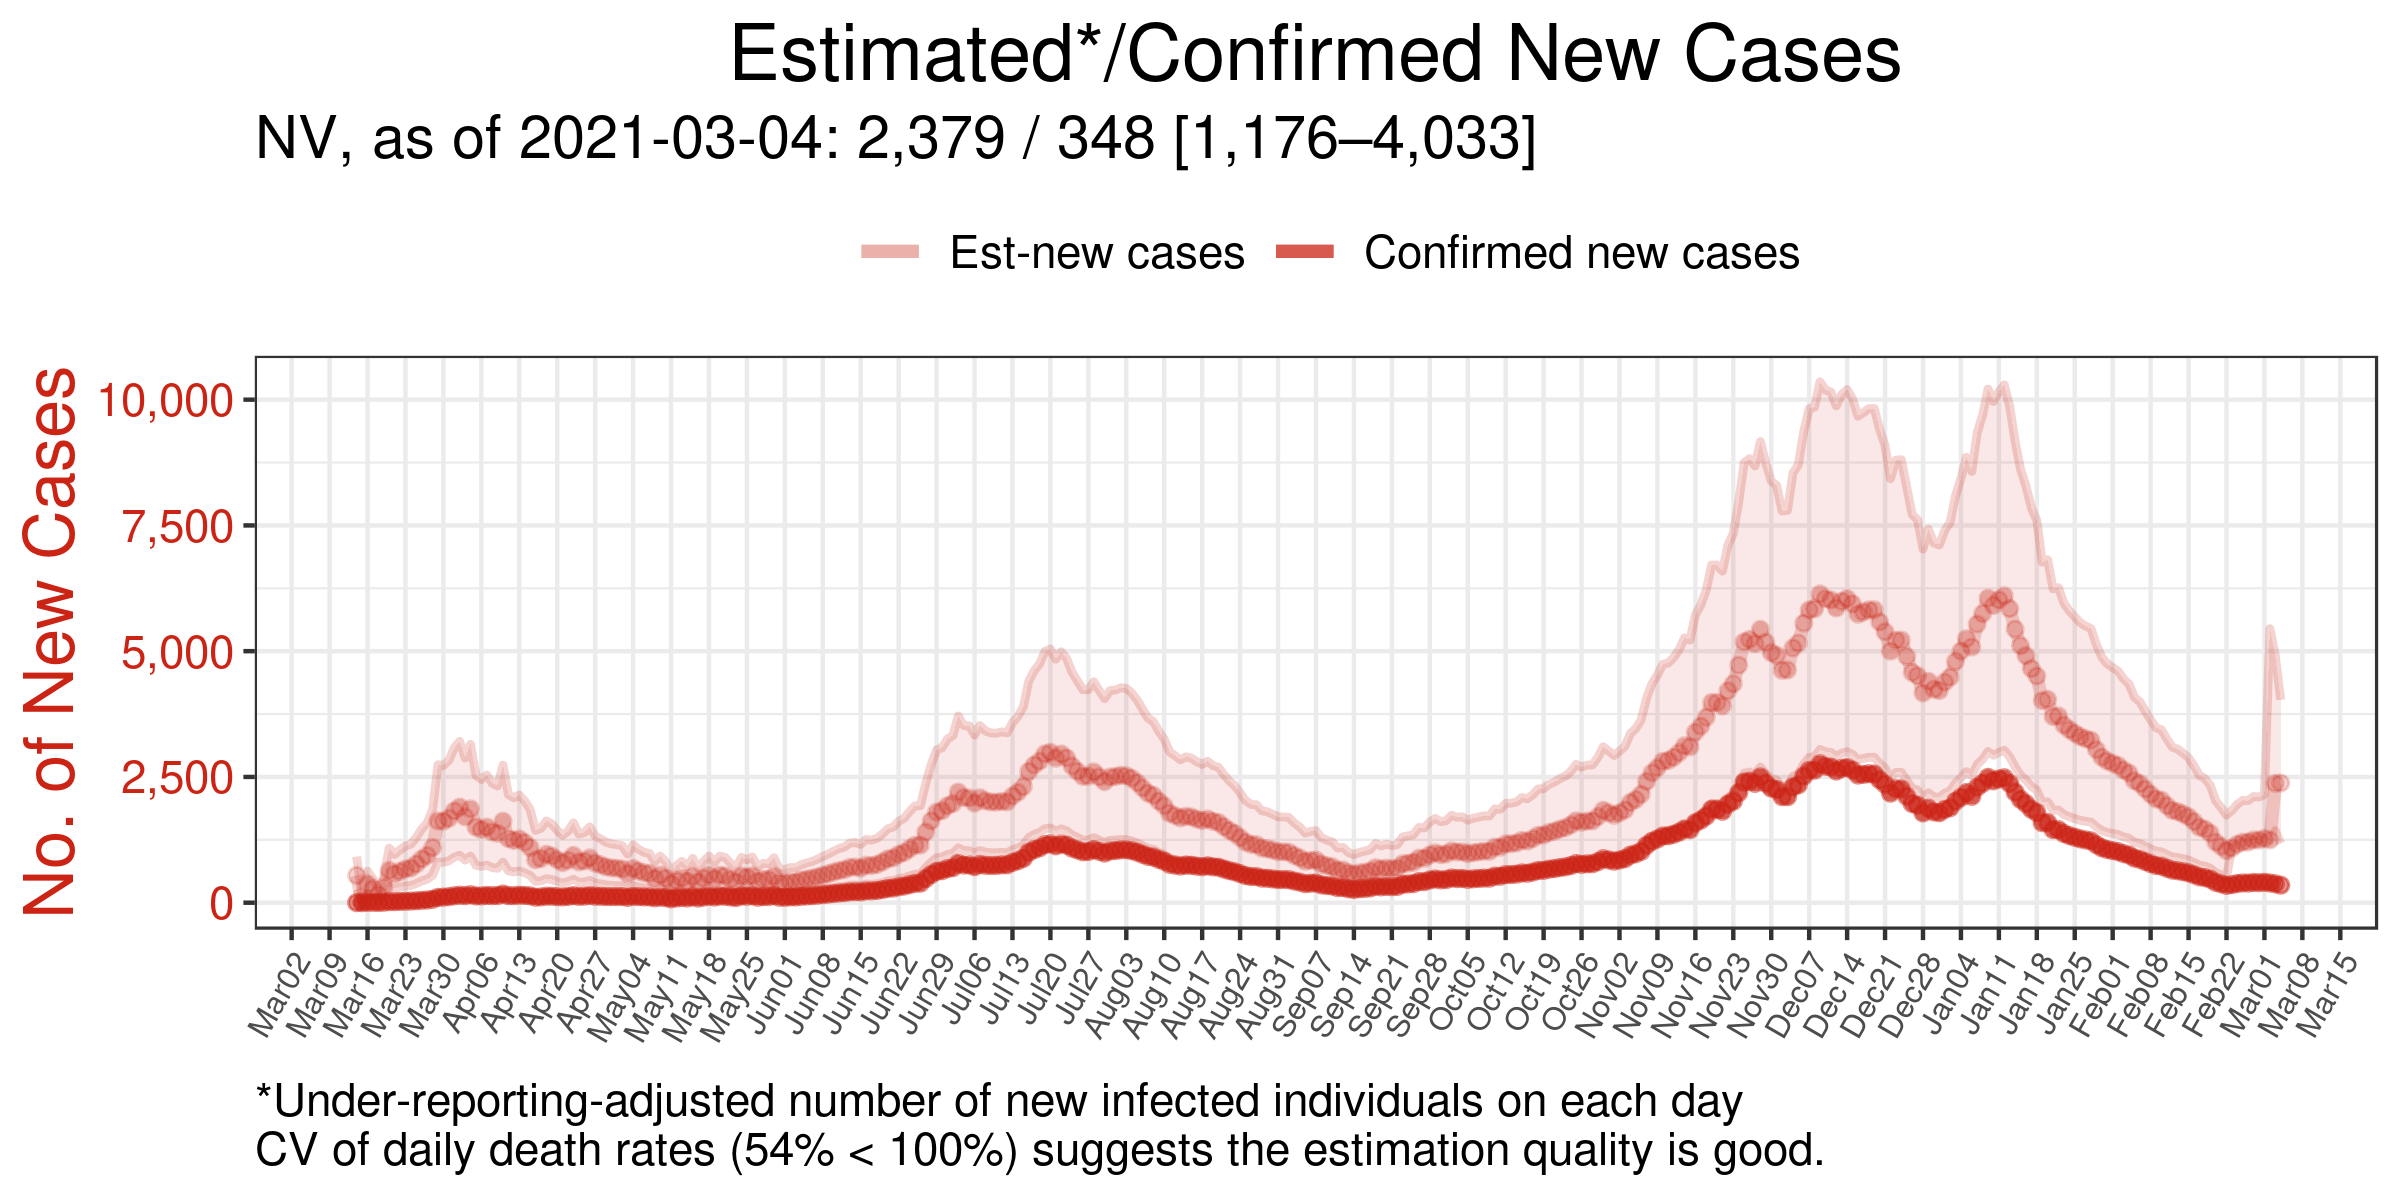 Estimated*/Confirmed New Cases
NV, as of 2021-03-04: 2,379 / 348 [1,176–4,033]
Est-new cases Confirmed new cases
No. of New Cases
10,000
7,500
5,000
2,500
0
Mar02 Mar09 Mar16 Mar23 Mar30 Apr06 Apr13 Apr20 Apr27 May04 May11 May18 May25 Jun01 Jun08 Jun15 Jun22 Jun29 Jul06 Jul13 Jul20 Jul27 Aug03 Aug10 Aug17 Aug24 Aug31 Sep07 Sep14 Sep21 Sep28 Oct05 Oct12 Oct19 Oct26 Nov02 Nov09 Nov16 Nov23 Nov30 Dec07 Dec14 Dec21 Dec28 Jan04 Jan11 Jan18 Jan25 Feb01 Feb08 Feb15 Feb22 Mar01 Mar08 Mar15
*Under-reporting-adjusted number of new infected individuals on each day
CV of daily death rates (54% < 100%) suggests the estimation quality is good.